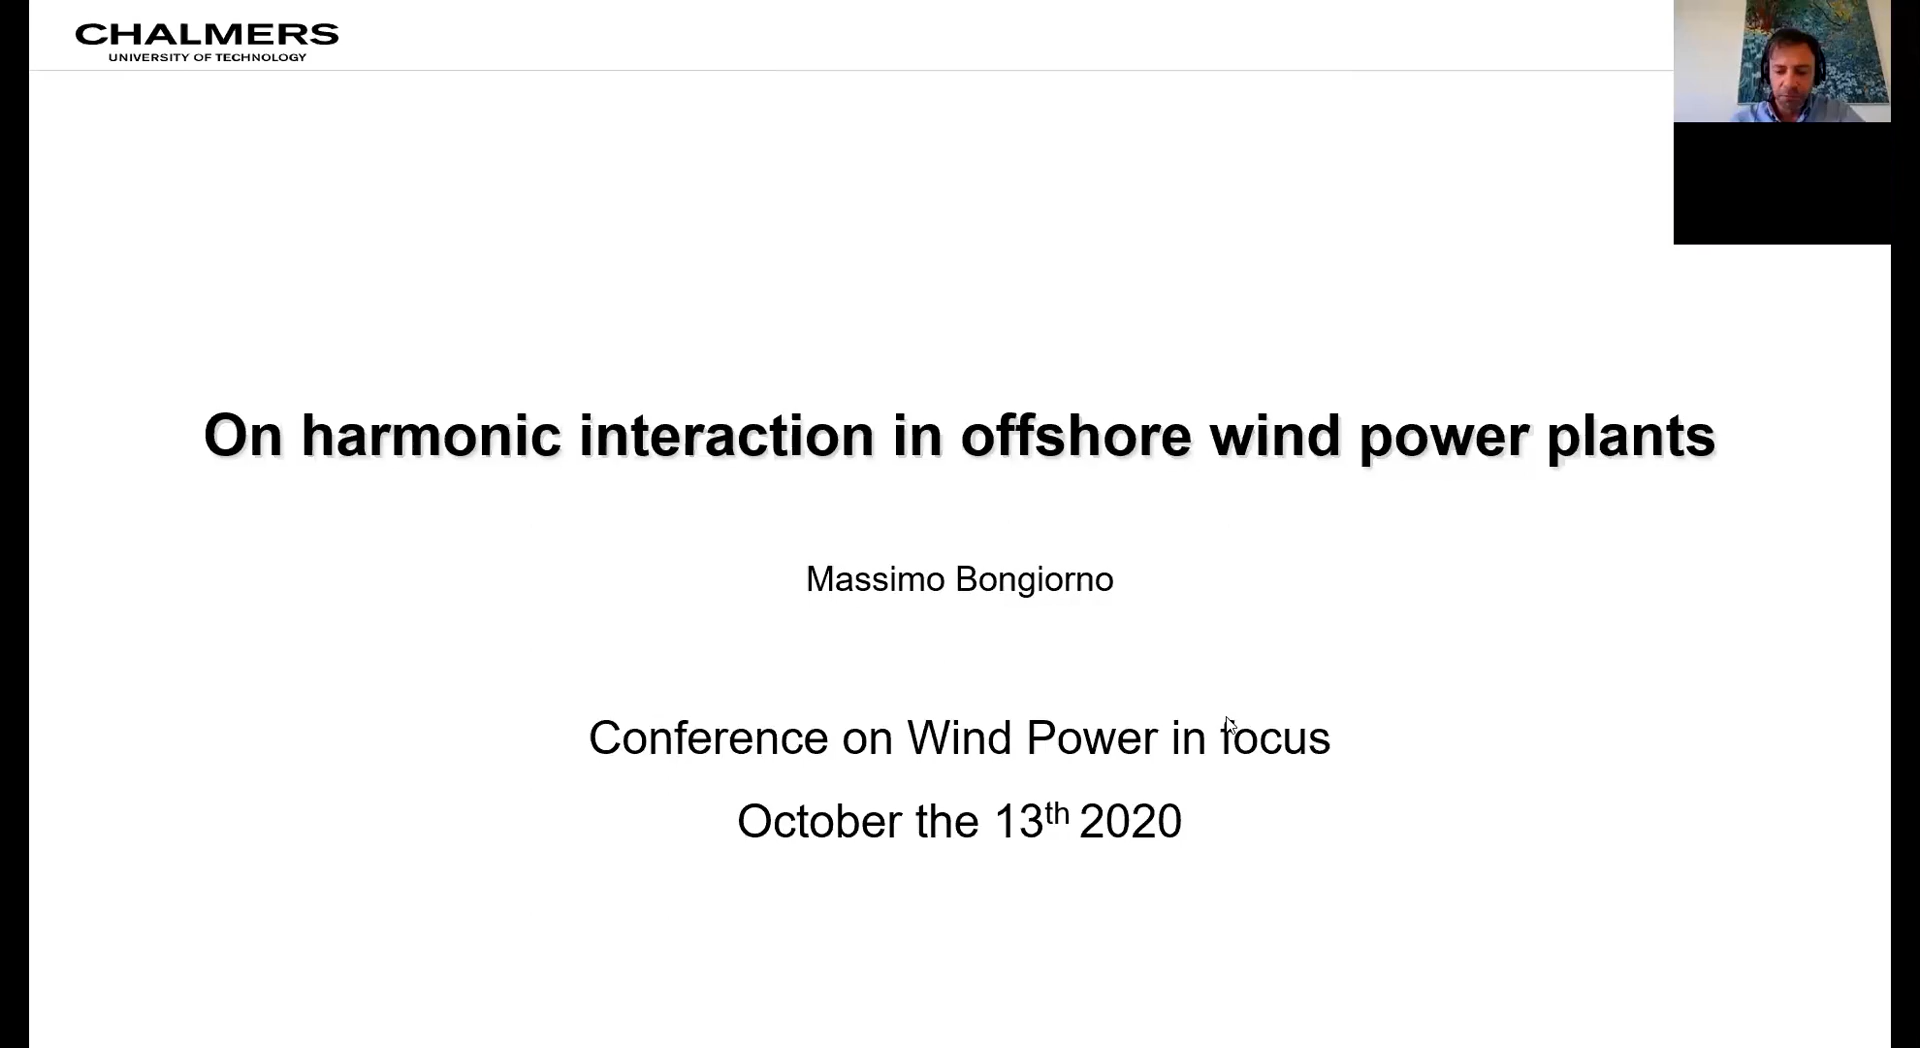 CHALMERS
UNIVERSITY OF TECHNOLOGY
On harmonic interaction in offshore wind power plants
Massimo Bongiorno
Conference on Wind Power in focus
October the 13th 2020